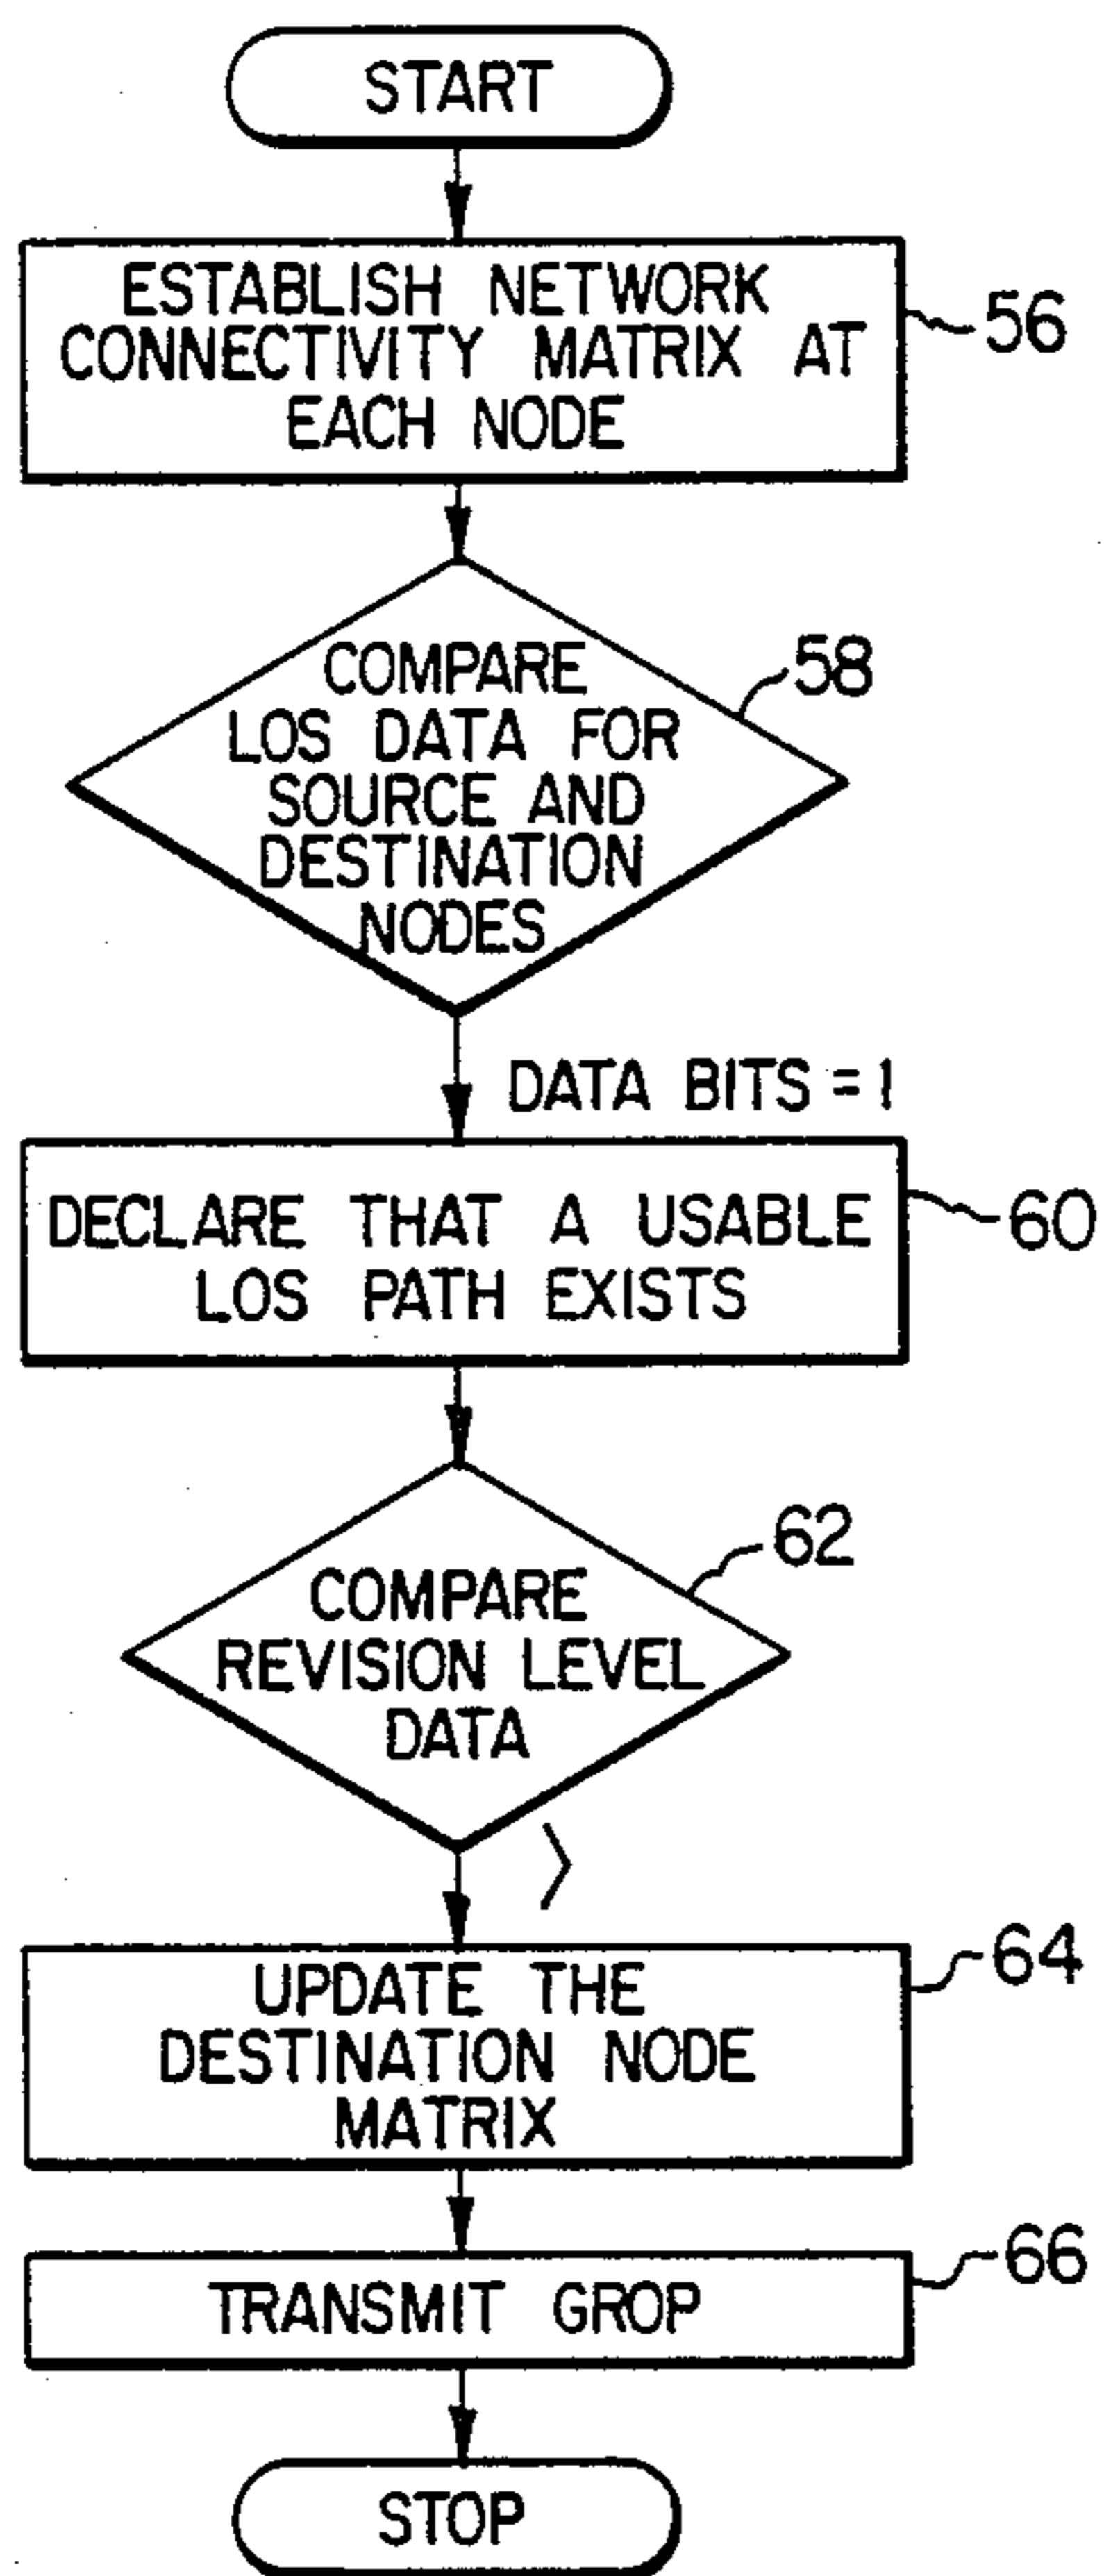 START
ESTABLISH NETWORK
CONNECTIVITY MATRIX AT
EACH NODE
56
COMPARE
LOS DATA FOR
SOURCE AND
DESTINATION
NODES
58
DATA BITS = 1
DECLARE THAT A USABLE
LOS PATH EXISTS
60
COMPARE
REVISION LEVEL
DATA
62
>
UPDATE THE
DESTINATION NODE
MATRIX
64
TRANSMIT GROP
66
STOP